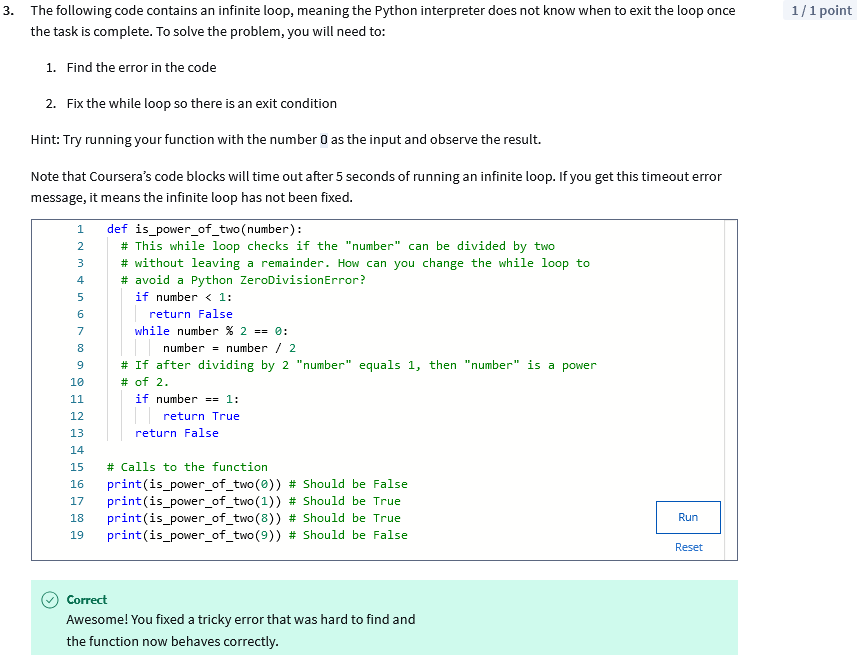 3. The following code contains an infinite loop, meaning the Python interpreter does not know when to exit the loop once
1 / 1 point
the task is complete. To solve the problem, you will need to:
1. Find the error in the code
2. Fix the while loop so there is an exit condition
Hint: Try running your function with the number 0 as the input and observe the result.
Note that Coursera's code blocks will time out after 5 seconds of running an infinite loop. If you get this timeout error
message, it means the infinite loop has not been fixed.
1 def is_power_of_two(number):
2   # This while loop checks if the "number" can be divided by two
3   # without leaving a remainder. How can you change the while loop to
4   # avoid a Python ZeroDivisionError?
5     if number < 1:
6       return False
7     while number % 2 == 0:
8         number = number / 2
9   # If after dividing by 2 "number" equals 1, then "number" is a power
10   # of 2.
11     if number == 1:
12         return True
13     return False
14
15 # Calls to the function
16 print(is_power_of_two(0)) # Should be False
17 print(is_power_of_two(1)) # Should be True
18 print(is_power_of_two(8)) # Should be True
19 print(is_power_of_two(9)) # Should be False
Run
Reset
Correct
Awesome! You fixed a tricky error that was hard to find and
the function now behaves correctly.